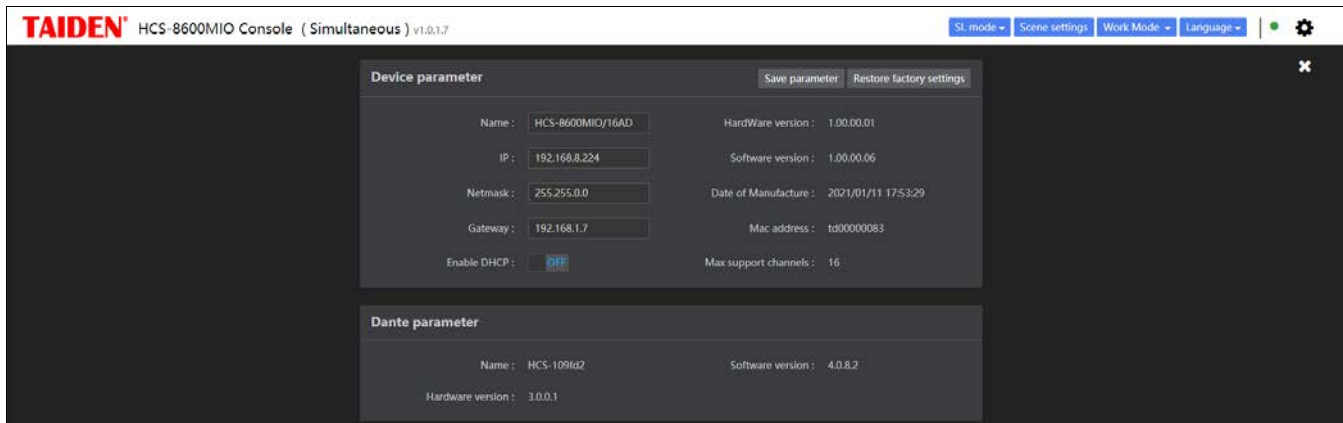 TAIDEN® HCS-8600MIO Console ( Simultaneous ) v1.0.1.7 SI. mode Scene settings Work Mode Language
Device parameter Save parameter Restore factory settings
Name : HCS-8600MIO/16AD HardWare version : 1.00.00.01
IP : 192.168.8.224 Software version : 1.00.00.06
Netmask : 255.255.0.0 Date of Manufacture : 2021/01/11 17:53:29
Gateway : 192.168.1.7 Mac address : td00000083
Enable DHCP : OFF Max support channels : 16
Dante parameter
Name : HCS-109fd2 Software version : 4.0.8.2
Hardware version : 3.0.0.1